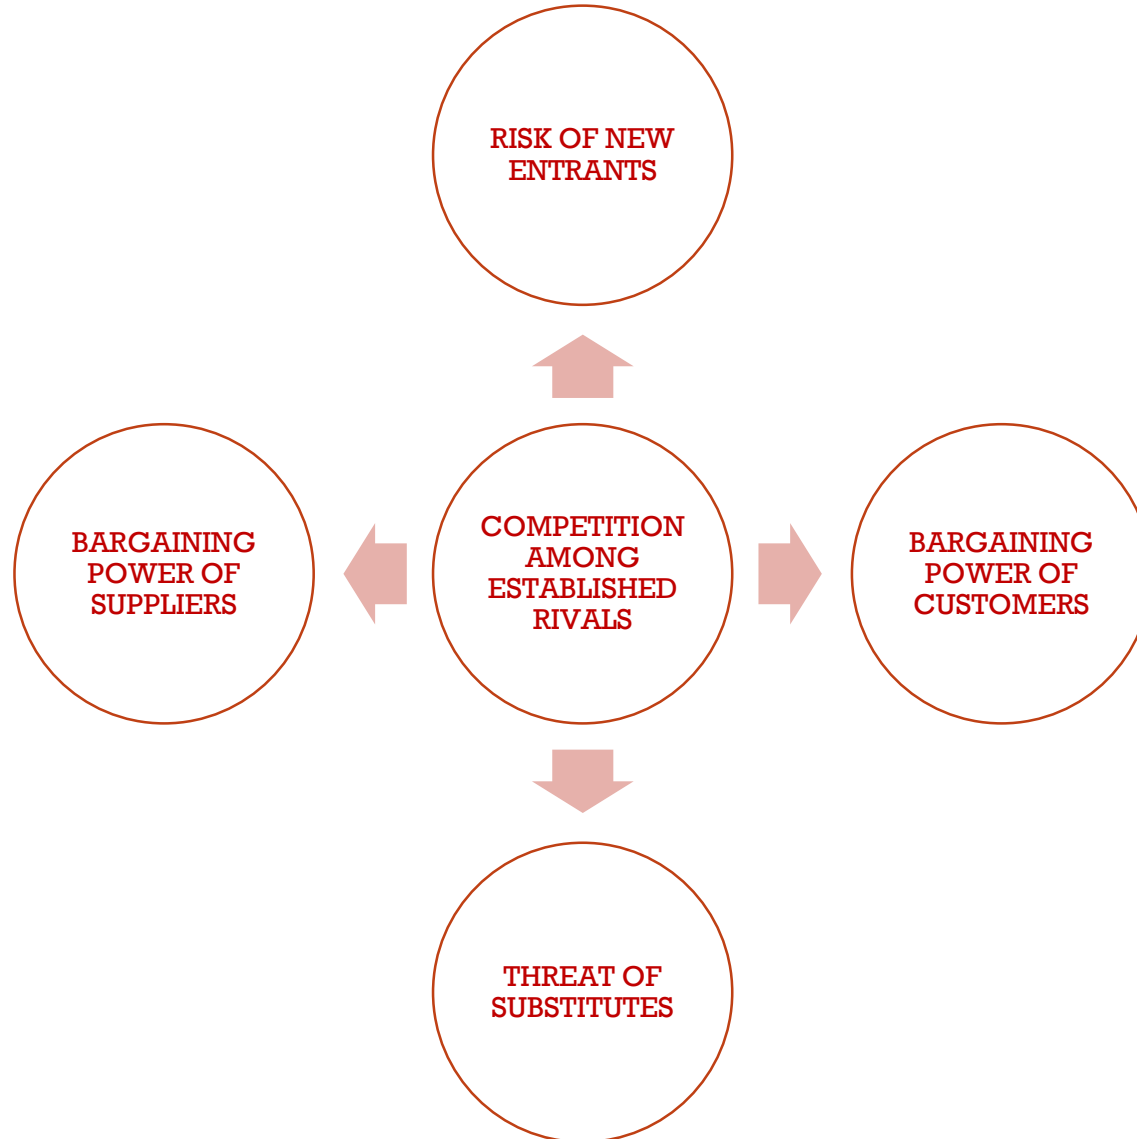 RISK OF NEW
ENTRANTS
BARGAINING
POWER OF
SUPPLIERS
COMPETITION
AMONG
ESTABLISHED
RIVALS
BARGAINING
POWER OF
CUSTOMERS
THREAT OF
SUBSTITUTES